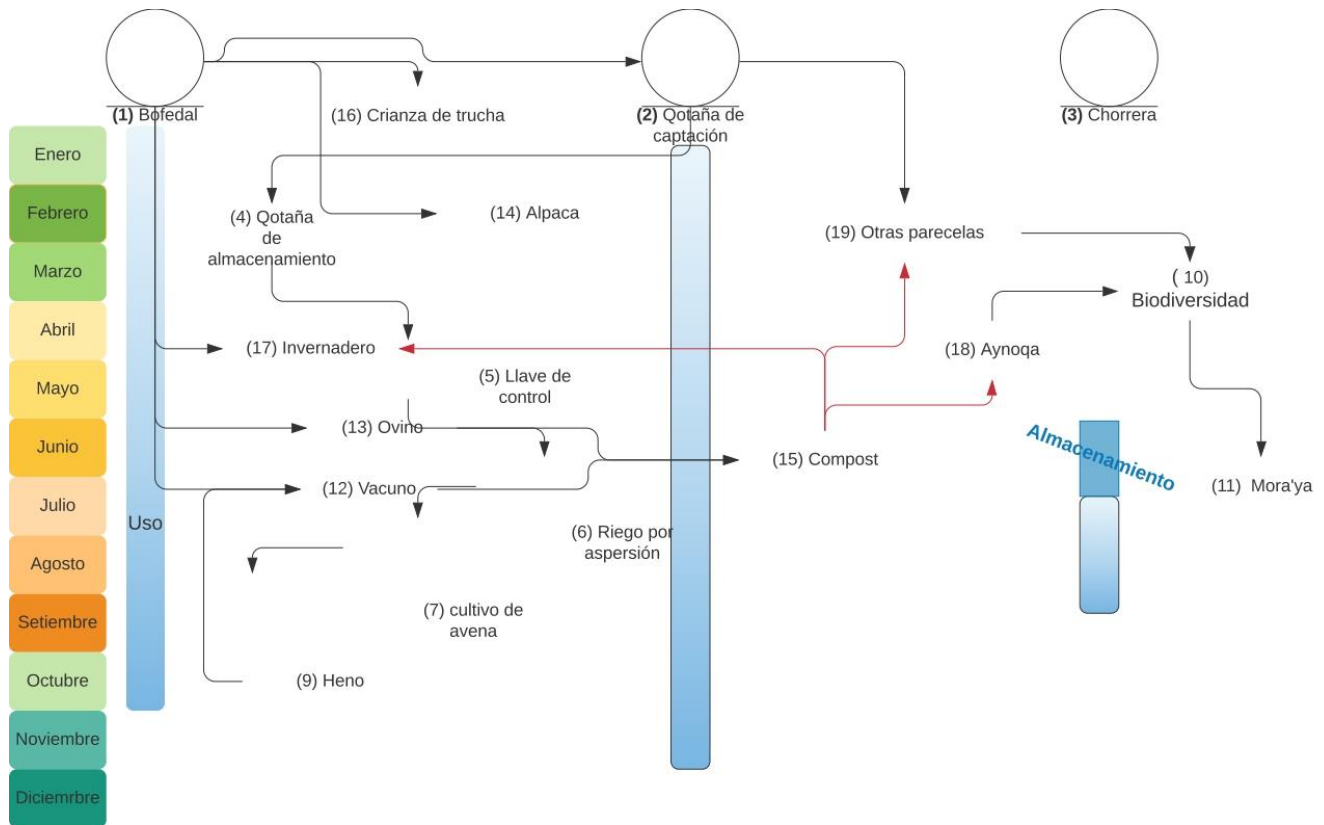 (1) Bofedal
(16) Crianza de trucha
(2) Qotaña de
captación
(3) Chorrera
Enero
Febrero
Marzo
Abril
Mayo
Junio
Julio
Agosto
Setiembre
Octubre
Noviembre
Diciemrbre
Uso
(4) Qotaña
de
almacenamiento
(14) Alpaca
(19) Otras parecelas
( 10)
Biodiversidad
(17) Invernadero
(18) Aynoqa
(5) Llave de
control
(13) Ovino
(15) Compost
Almacenamiento
(12) Vacuno
(11) Mora'ya
(6) Riego por
aspersión
(7) cultivo de
avena
(9) Heno